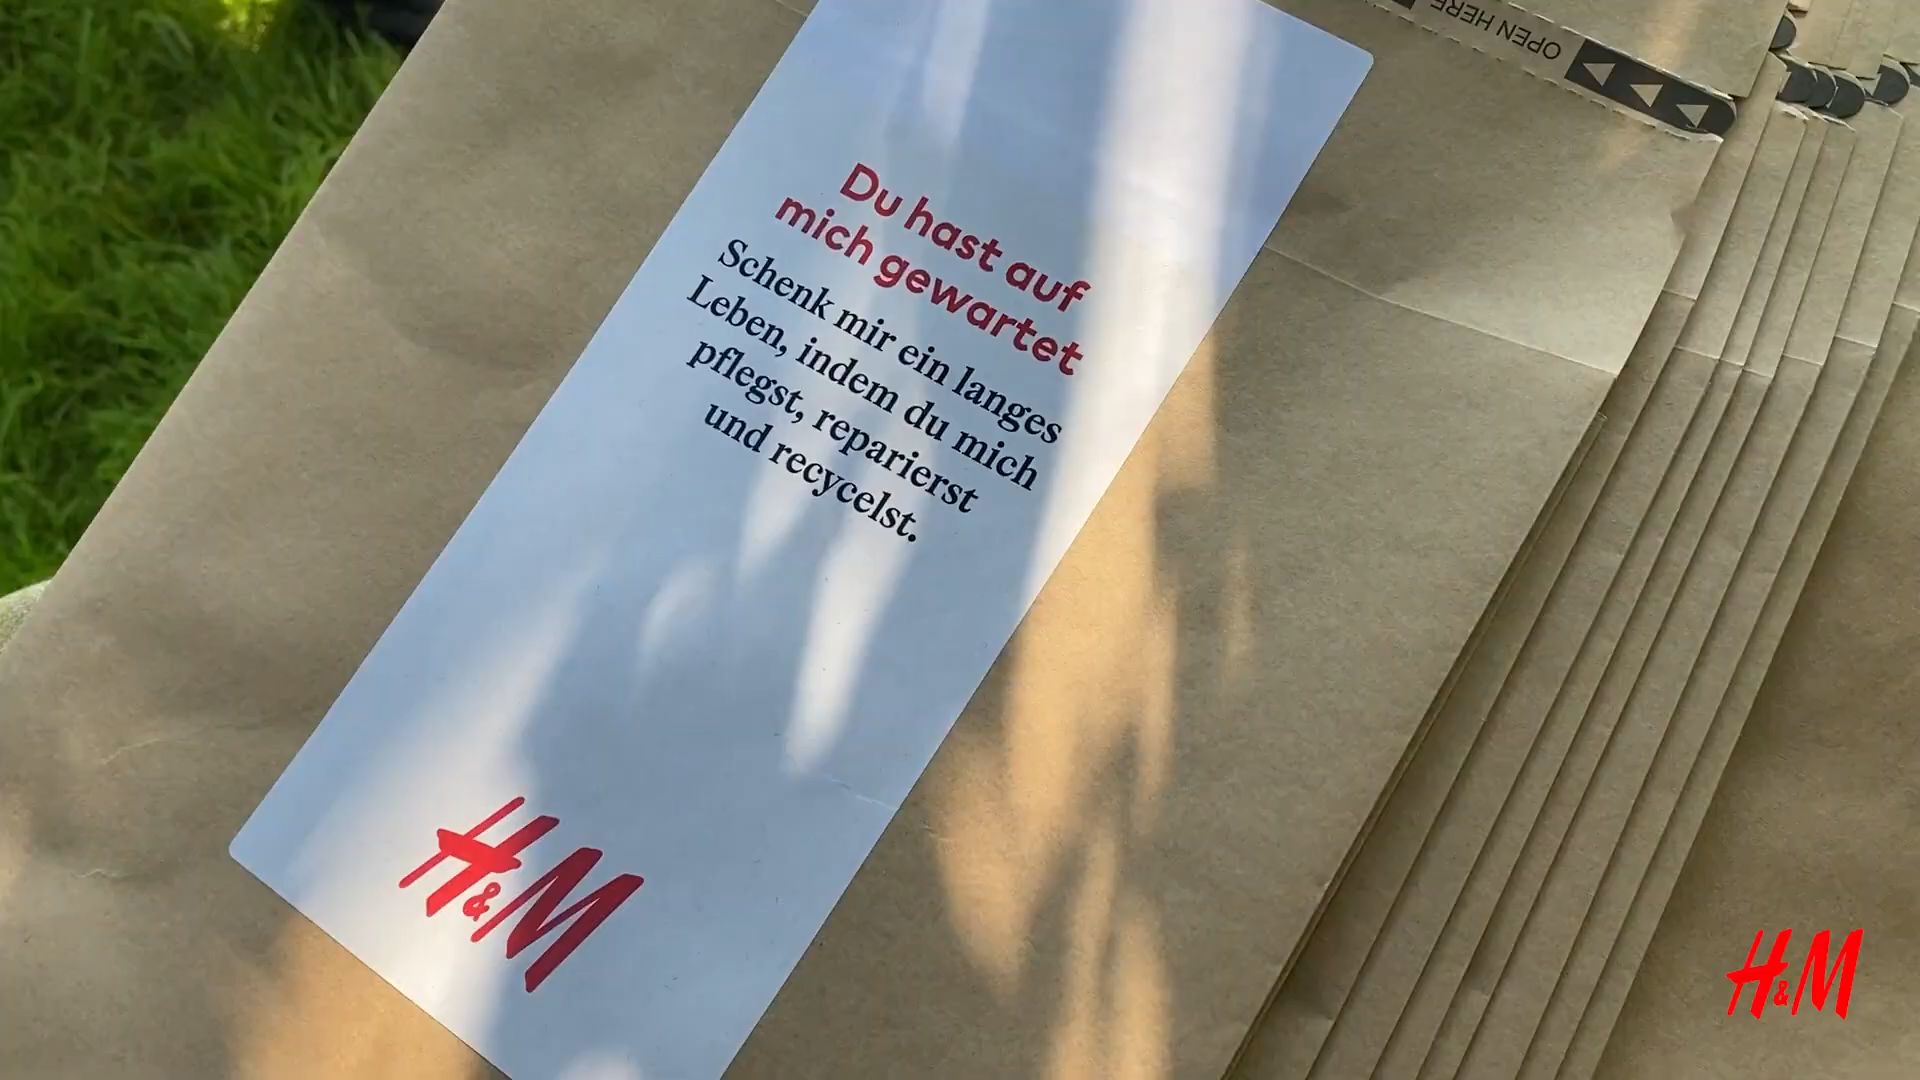 OPEN HERE
Du hast auf
mich gewartet
Schenk mir ein langes
Leben, indem du mich
pflegst, reparierst
und recycelst.
H&M
H&M